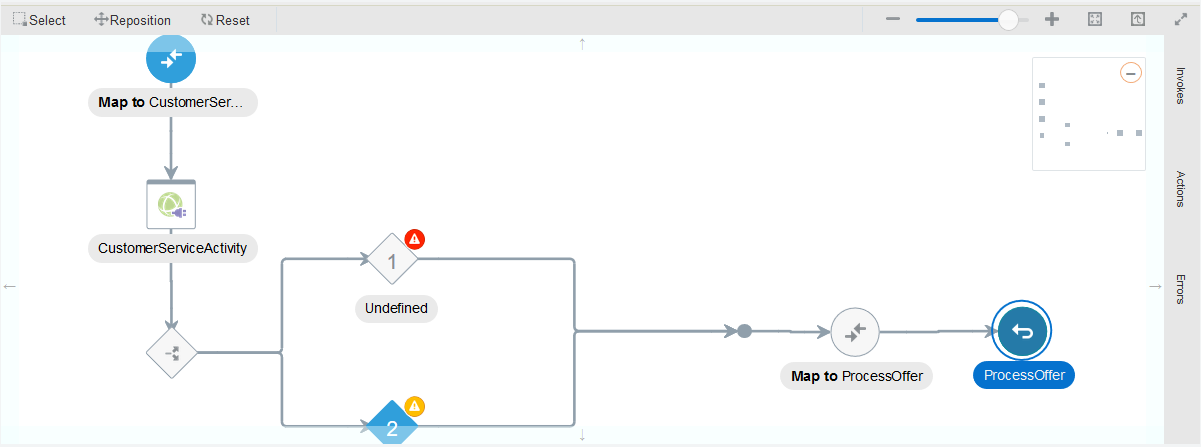 Select Reposition Reset
Map to CustomerSer...
CustomerServiceActivity
1
Undefined
2
Map to ProcessOffer
ProcessOffer
Invokes
Actions
Errors